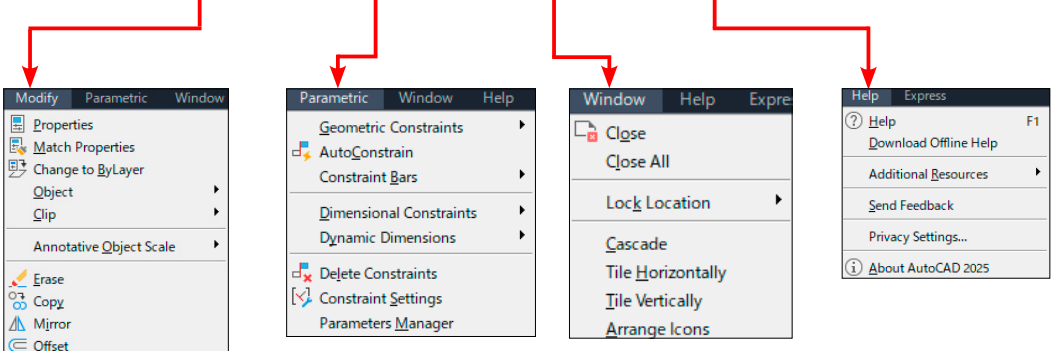 Modify Parametric Window
Properties
Match Properties
Change to ByLayer
Object
Clip
Annotative Object Scale
Erase
Copy
Mirror
Offset
Parametric Window Help
Geometric Constraints
AutoConstrain
Constraint Bars
Dimensional Constraints
Dynamic Dimensions
Delete Constraints
Constraint Settings
Parameters Manager
Window Help Expre
Close
Close All
Lock Location
Cascade
Tile Horizontally
Tile Vertically
Arrange Icons
Help Express
Help F1
Download Offline Help
Additional Resources
Send Feedback
Privacy Settings...
About AutoCAD 2025